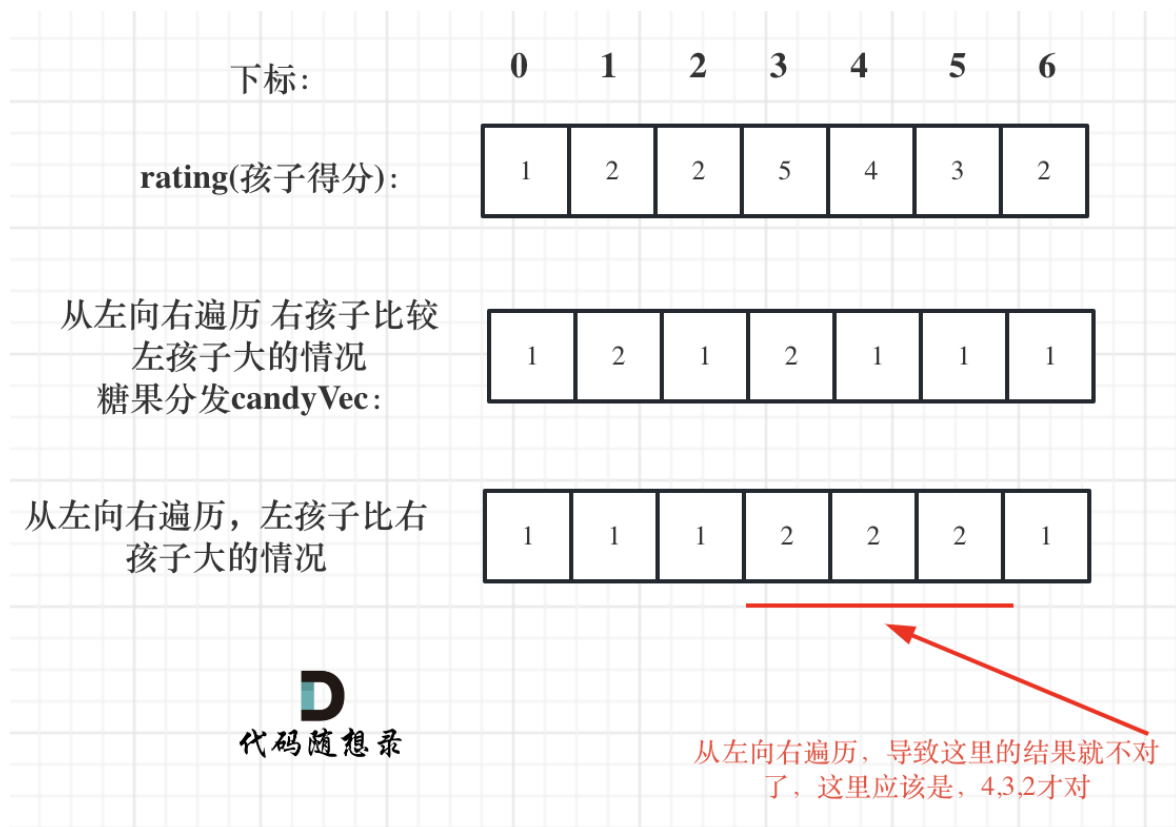 下标: 0 1 2 3 4 5 6
rating(孩子得分): 1 2 2 5 4 3 2
从左向右遍历 右孩子比较
左孩子大的情况
糖果分发candyVec: 1 2 1 2 1 1 1
从左向右遍历，左孩子比右
孩子大的情况
1 1 1 2 2 2 1
代码随想录
从左向右遍历，导致这里的结果就不对
了，这里应该是，4,3,2才对